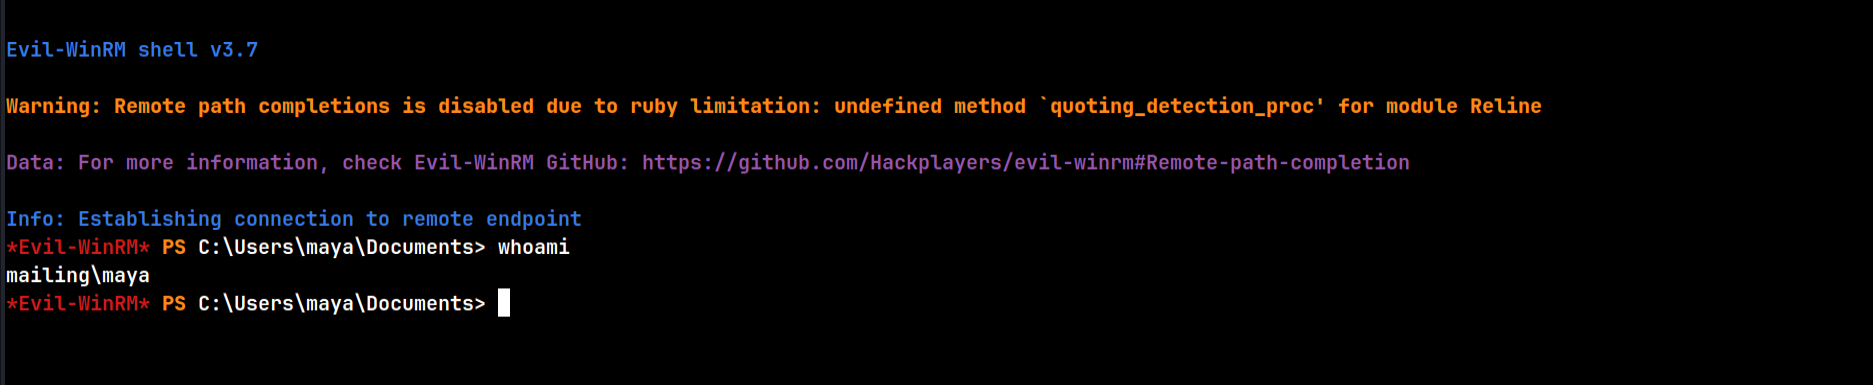 Evil-WinRM shell v3.7
Warning: Remote path completions is disabled due to ruby limitation: undefined method `quoting_detection_proc' for module Reline
Data: For more information, check Evil-WinRM GitHub: https://github.com/Hackplayers/evil-winrm#Remote-path-completion
Info: Establishing connection to remote endpoint
*Evil-WinRM* PS C:\Users\maya\Documents> whoami
mailing\maya
*Evil-WinRM* PS C:\Users\maya\Documents>